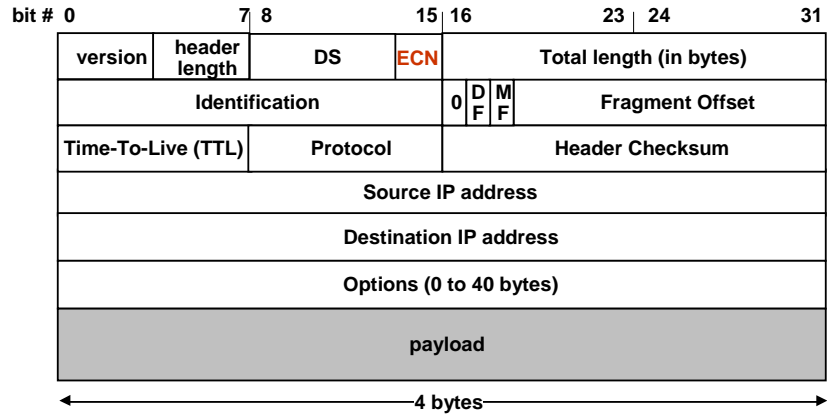 bit # 0 7 8 15 16 23 24 31
version header length DS ECN Total length (in bytes)
Identification 0 DF MF Fragment Offset
Time-To-Live (TTL) Protocol Header Checksum
Source IP address
Destination IP address
Options (0 to 40 bytes)
payload
4 bytes